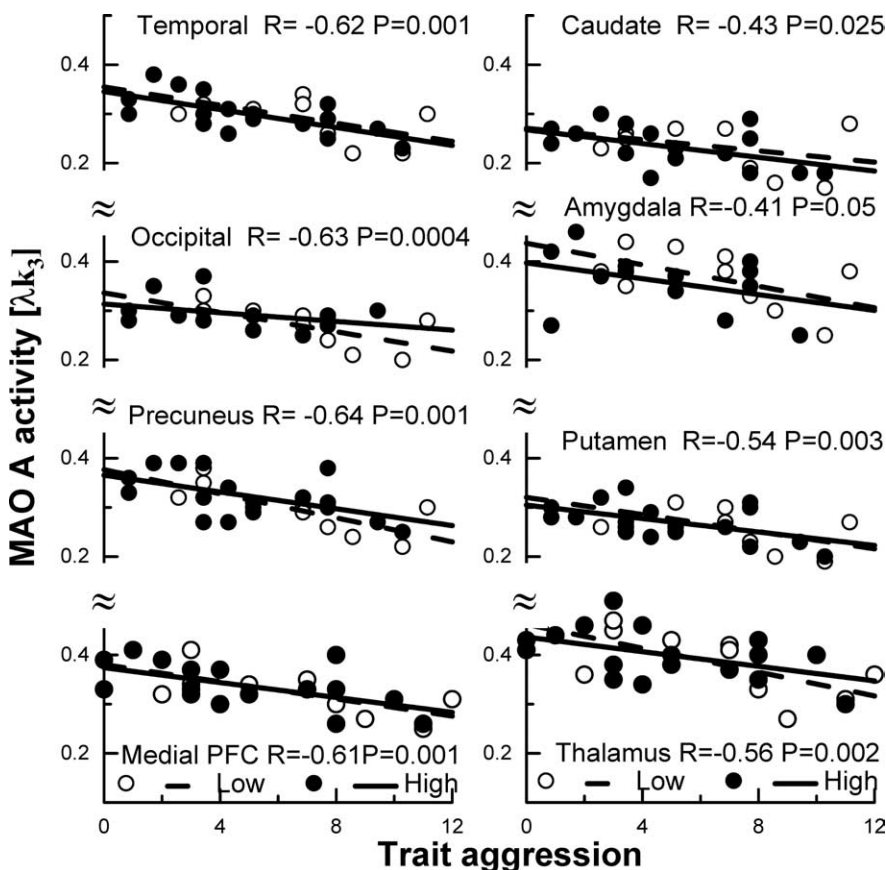 Temporal R= -0.62 P=0.001
0.4
0.2
≈
Occipital R= -0.63 P=0.0004
0.4
0.2
≈
Precuneus R= -0.64 P=0.001
0.4
0.2
≈
0.4
0.2
Medial PFC R=-0.61P=0.001
Low High
0 4 8 12
Caudate R= -0.43 P=0.025
0.4
0.2
≈
Amygdala R=-0.41 P=0.05
0.4
0.2
≈
Putamen R=-0.54 P=0.003
0.4
0.2
≈
0.4
0.2
Thalamus R=-0.56 P=0.002
Low High
0 4 8 12
MAO A activity [λk3]
Trait aggression